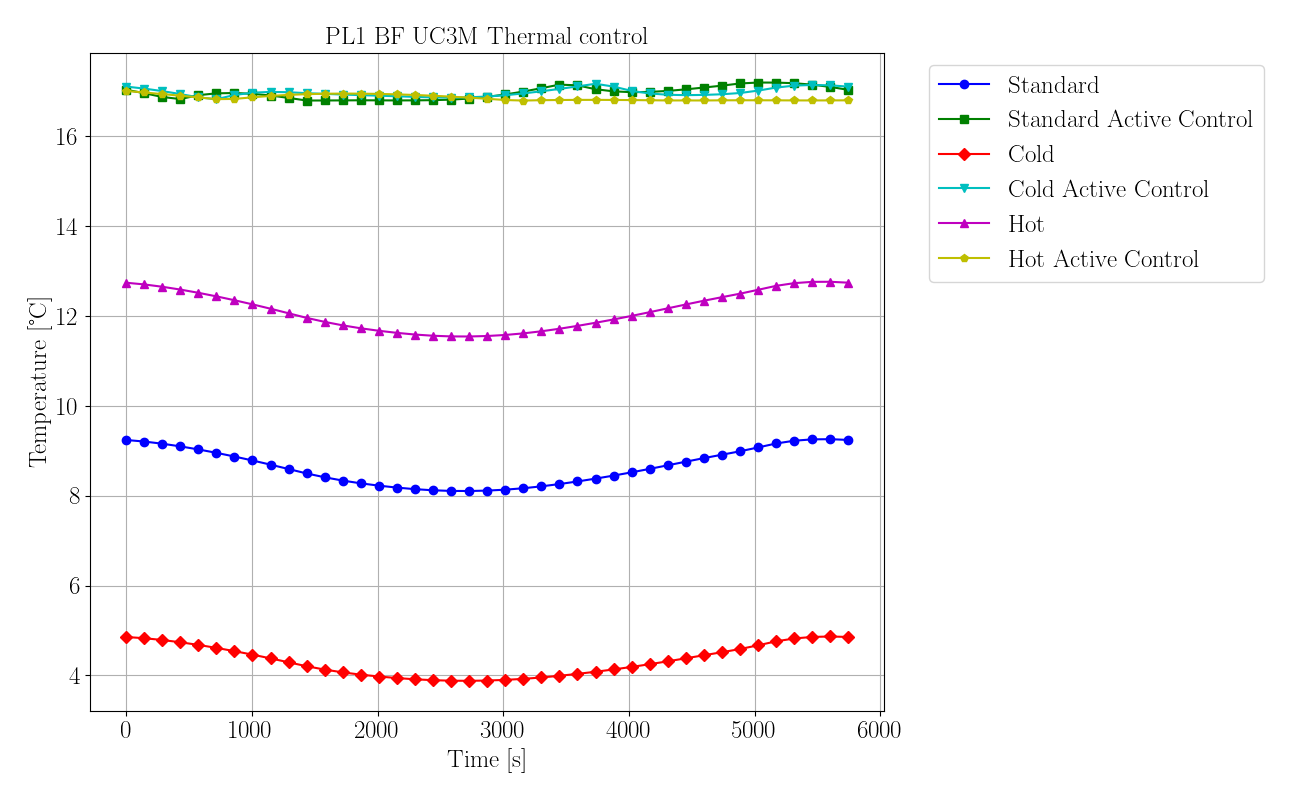 PL1 BF UC3M Thermal control
Standard
Standard Active Control
Cold
Cold Active Control
Hot
Hot Active Control
Temperature [°C]
16
14
12
10
8
6
4
0 1000 2000 3000 4000 5000 6000
Time [s]